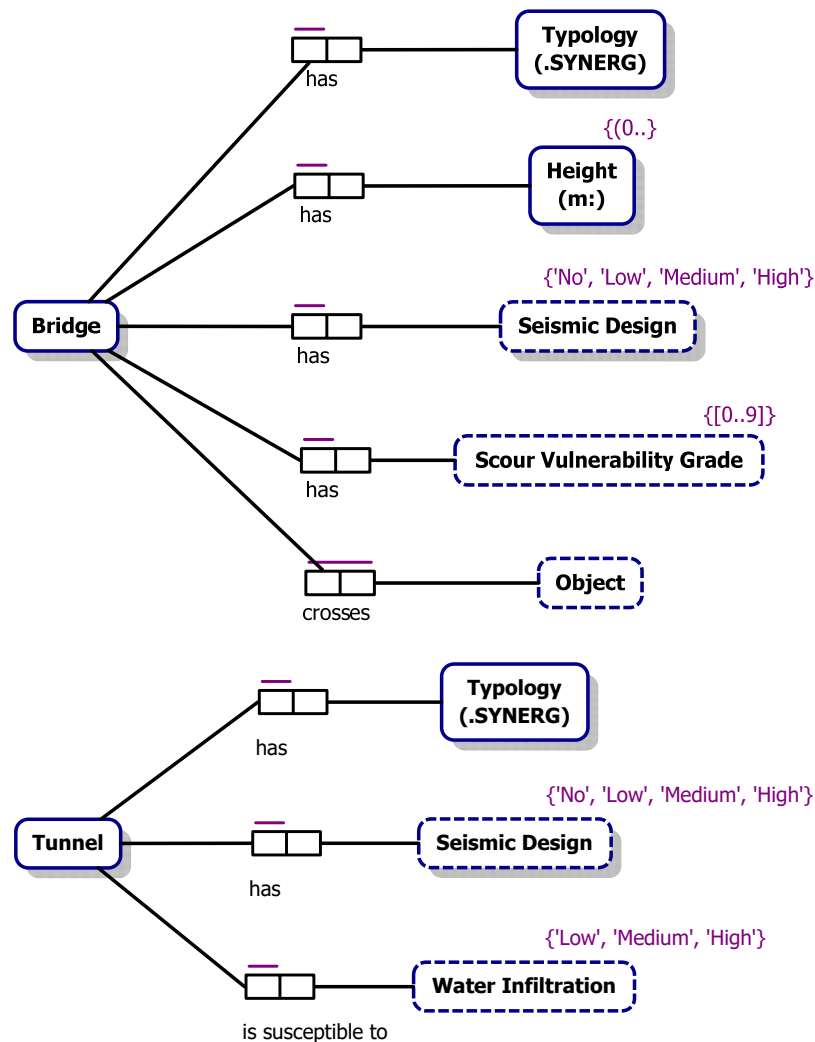 Typology
(.SYNERG)
has
{(0..}
Height
(m:)
has
{'No', 'Low', 'Medium', 'High'}
Bridge
Seismic Design
has
{[0..9]}
Scour Vulnerability Grade
has
Object
crosses
Typology
(.SYNERG)
has
{'No', 'Low', 'Medium', 'High'}
Tunnel
Seismic Design
has
{'Low', 'Medium', 'High'}
Water Infiltration
is susceptible to